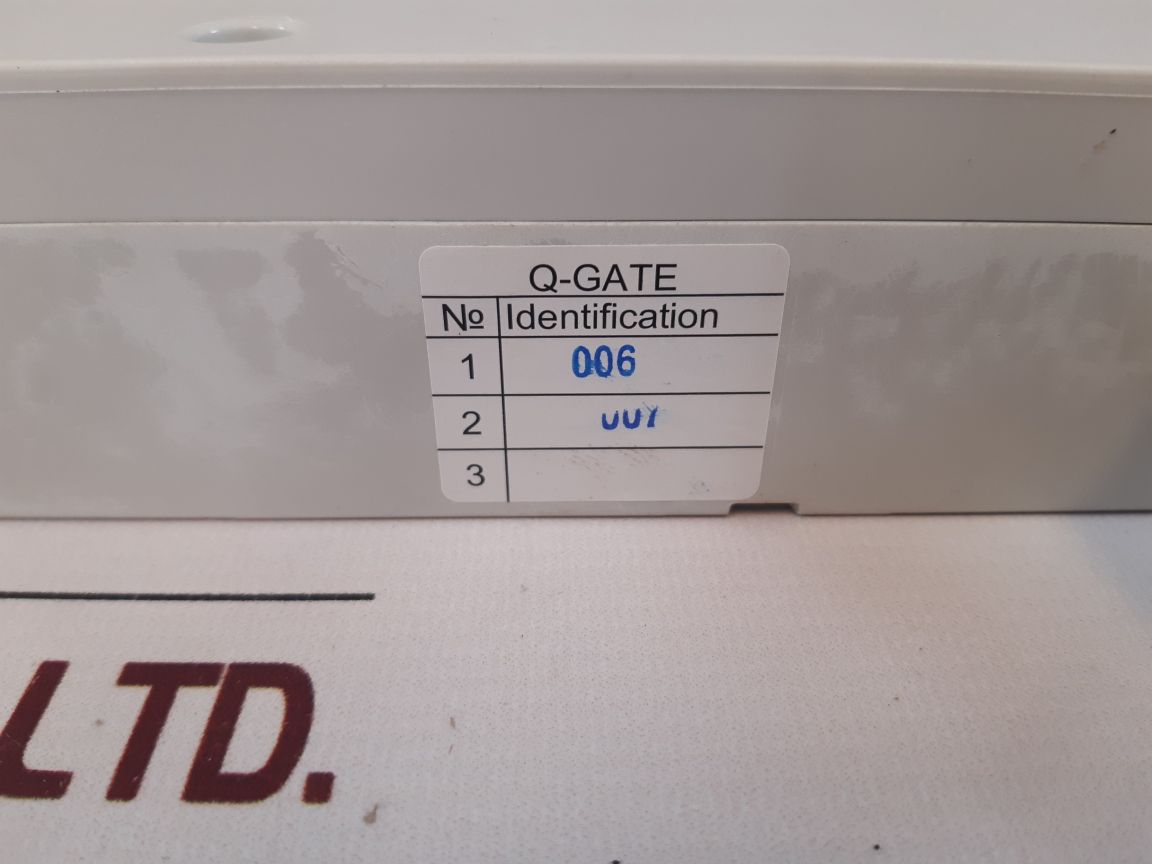 Q-GATE
№ Identification
1 006
2
3
LTD.